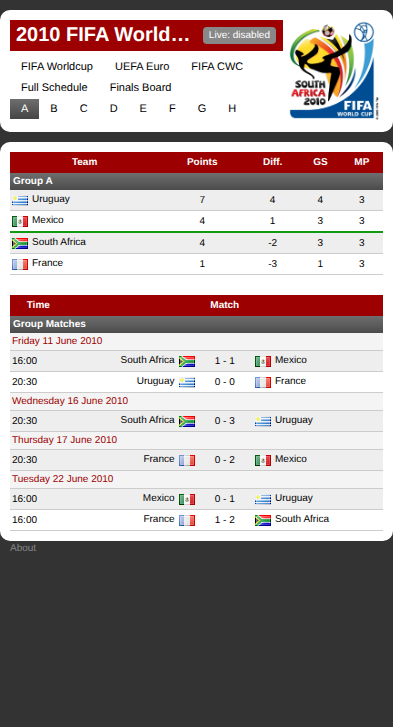 2010 FIFA World…
Live: disabled
FIFA Worldcup UEFA Euro FIFA CWC
Full Schedule Finals Board
A B C D E F G H
SOUTH
AFRICA
2010
FIFA
WORLD CUP
Team Points Diff. GS MP
Group A
Uruguay 7 4 4 3
Mexico 4 1 3 3
South Africa 4 -2 3 3
France 1 -3 1 3
Time Match
Group Matches
Friday 11 June 2010
16:00 South Africa 1 - 1 Mexico
20:30 Uruguay 0 - 0 France
Wednesday 16 June 2010
20:30 South Africa 0 - 3 Uruguay
Thursday 17 June 2010
20:30 France 0 - 2 Mexico
Tuesday 22 June 2010
16:00 Mexico 0 - 1 Uruguay
16:00 France 1 - 2 South Africa
About